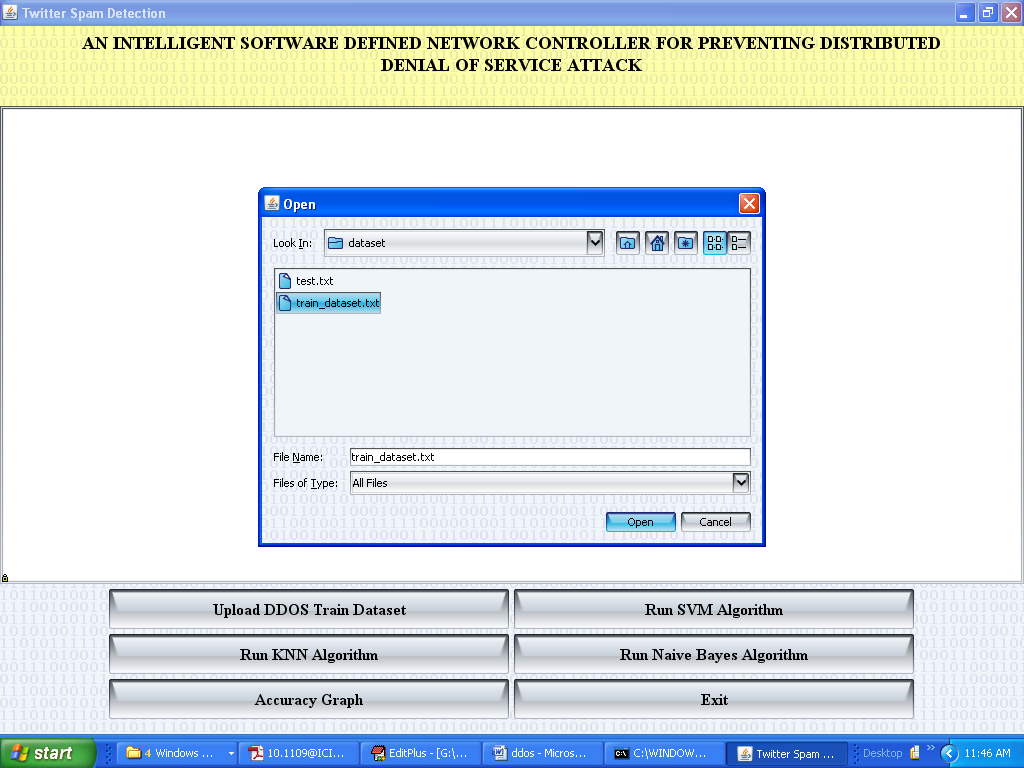 Twitter Spam Detection
AN INTELLIGENT SOFTWARE DEFINED NETWORK CONTROLLER FOR PREVENTING DISTRIBUTED
DENIAL OF SERVICE ATTACK
Open
Look In:
dataset
test.txt
train_dataset.txt
File Name:
train_dataset.txt
Files of Type:
All Files
Open
Cancel
Upload DDOS Train Dataset
Run SVM Algorithm
Run KNN Algorithm
Run Naive Bayes Algorithm
Accuracy Graph
Exit
start
4 Windows ...
10.1109@ICI...
EditPlus - [G:\...
ddos - Micros...
C:\WINDOW...
Twitter Spam ...
Desktop
11:46 AM